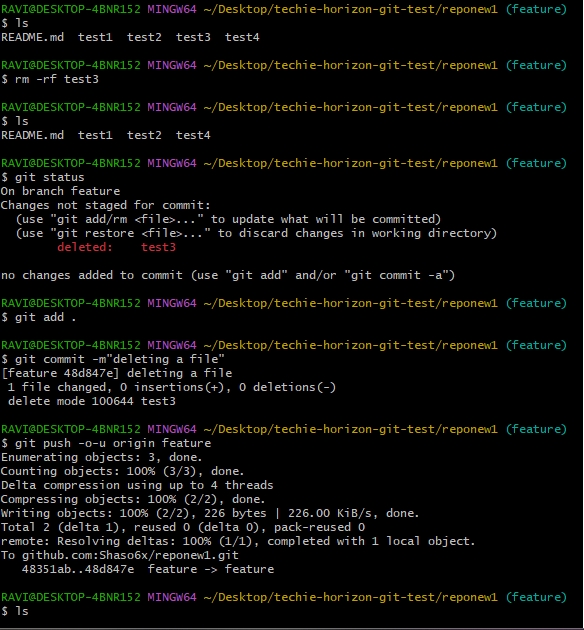 RAVI@DESKTOP-4BNR152 MINGW64 ~/Desktop/techie-horizon-git-test/reponew1 (feature)
$ ls
README.md  test1  test2  test3  test4
RAVI@DESKTOP-4BNR152 MINGW64 ~/Desktop/techie-horizon-git-test/reponew1 (feature)
$ rm -rf test3
RAVI@DESKTOP-4BNR152 MINGW64 ~/Desktop/techie-horizon-git-test/reponew1 (feature)
$ ls
README.md  test1  test2  test4
RAVI@DESKTOP-4BNR152 MINGW64 ~/Desktop/techie-horizon-git-test/reponew1 (feature)
$ git status
On branch feature
Changes not staged for commit:
  (use "git add/rm <file>..." to update what will be committed)
  (use "git restore <file>..." to discard changes in working directory)
        deleted:    test3
no changes added to commit (use "git add" and/or "git commit -a")
RAVI@DESKTOP-4BNR152 MINGW64 ~/Desktop/techie-horizon-git-test/reponew1 (feature)
$ git add .
RAVI@DESKTOP-4BNR152 MINGW64 ~/Desktop/techie-horizon-git-test/reponew1 (feature)
$ git commit -m"deleting a file"
[feature 48d847e] deleting a file
 1 file changed, 0 insertions(+), 0 deletions(-)
 delete mode 100644 test3
RAVI@DESKTOP-4BNR152 MINGW64 ~/Desktop/techie-horizon-git-test/reponew1 (feature)
$ git push -o-u origin feature
Enumerating objects: 3, done.
Counting objects: 100% (3/3), done.
Delta compression using up to 4 threads
Compressing objects: 100% (2/2), done.
Writing objects: 100% (2/2), 226 bytes | 226.00 KiB/s, done.
Total 2 (delta 1), reused 0 (delta 0), pack-reused 0
remote: Resolving deltas: 100% (1/1), completed with 1 local object.
To github.com:Shaso6x/reponew1.git
   48351ab..48d847e  feature -> feature
RAVI@DESKTOP-4BNR152 MINGW64 ~/Desktop/techie-horizon-git-test/reponew1 (feature)
$ ls